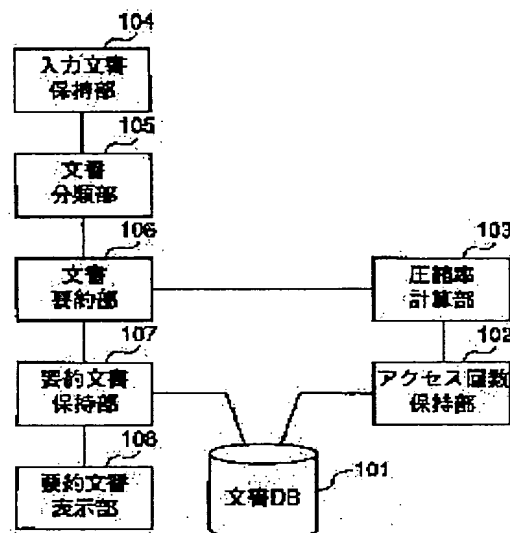 104
入力文書
保持部
105
文書
分類部
106
文書
要約部
103
圧縮率
計算部
107
要約文書
保持部
102
アクセス回数
保持部
108
要約文書
表示部
101
文書DB